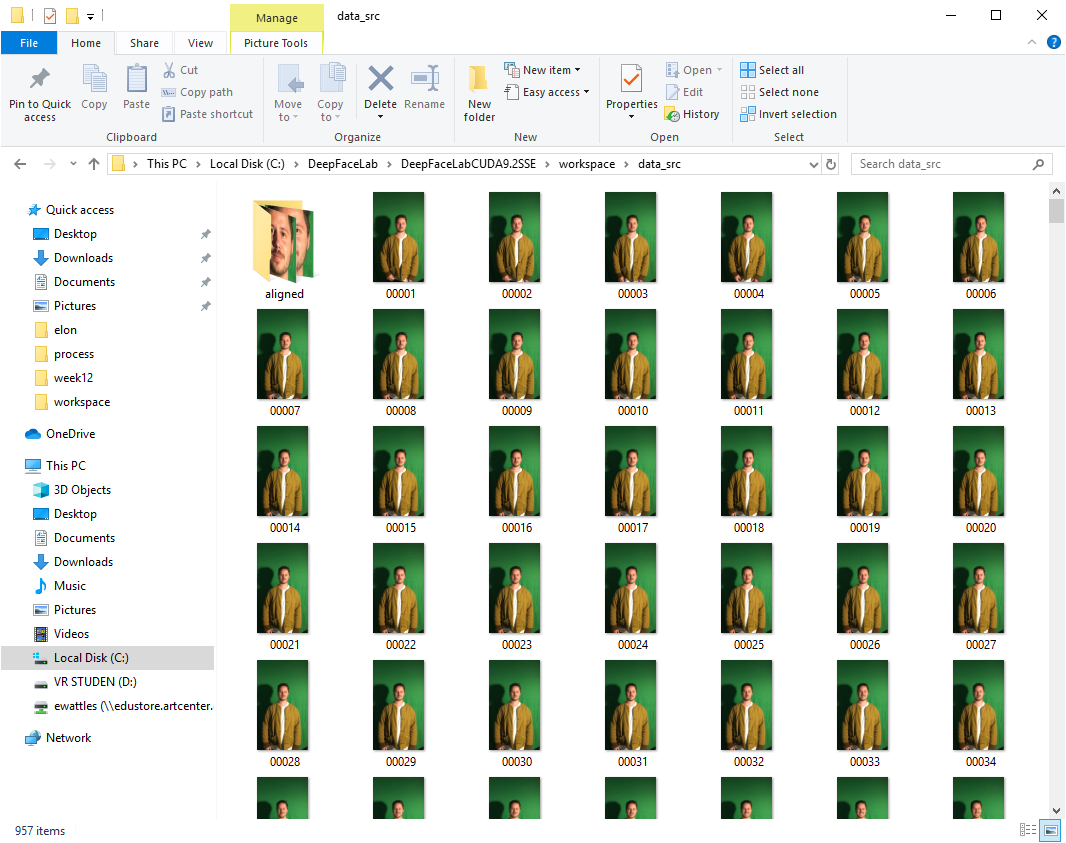 Manage
data_src
File
Home
Share
View
Picture Tools
Pin to Quick access
Copy
Paste
Cut
Copy path
Paste shortcut
Clipboard
Move to
Copy to
Delete
Rename
Organize
New folder
New item
Easy access
New
Properties
Open
Edit
History
Open
Select all
Select none
Invert selection
Select
This PC > Local Disk (C:) > DeepFaceLab > DeepFaceLabCUDA9.2SSE > workspace > data_src
Search data_src
Quick access
Desktop
Downloads
Documents
Pictures
elon
process
week12
workspace
OneDrive
This PC
3D Objects
Desktop
Documents
Downloads
Music
Pictures
Videos
Local Disk (C:)
VR STUDEN (D:)
ewattles (\\edustore.artcenter.
Network
aligned 00001 00002 00003 00004 00005 00006
00007 00008 00009 00010 00011 00012 00013
00014 00015 00016 00017 00018 00019 00020
00021 00022 00023 00024 00025 00026 00027
00028 00029 00030 00031 00032 00033 00034
957 items